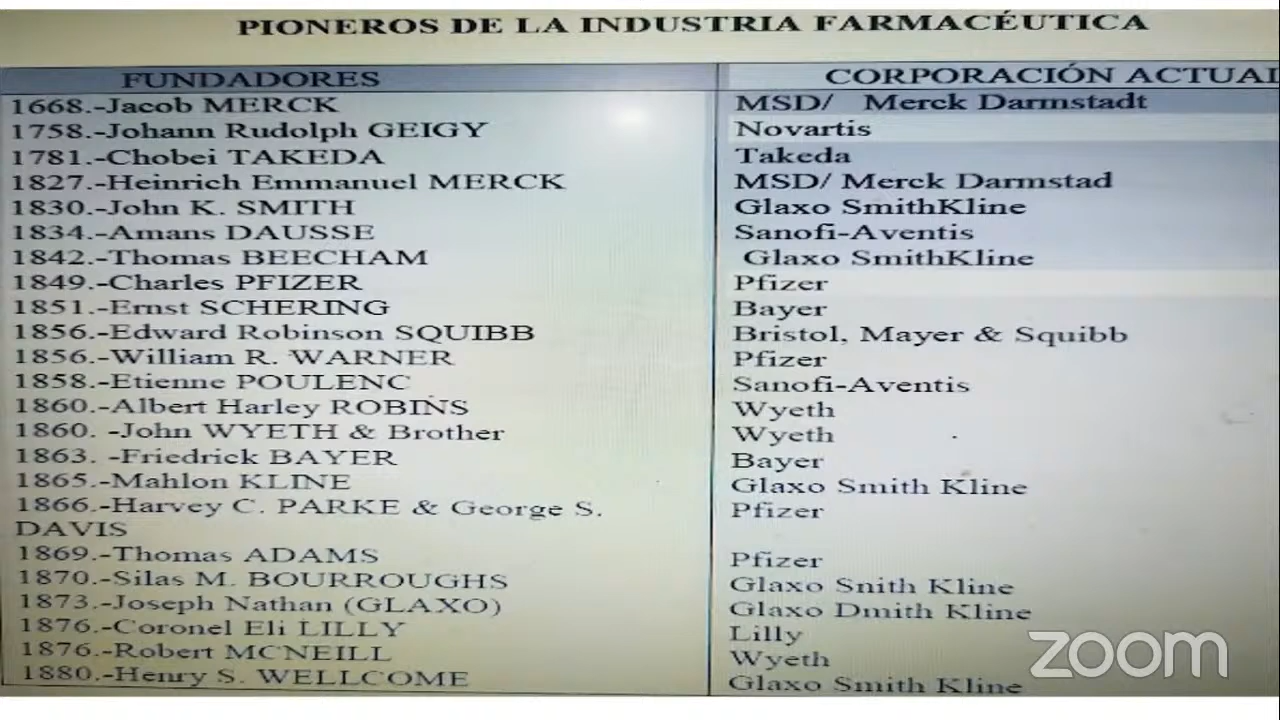 PIONEROS DE LA INDUSTRIA FARMACÉUTICA
FUNDADORES CORPORACIÓN ACTUAL
1668.-Jacob MERCK MSD/ Merck Darmstadt
1758.-Johann Rudolph GEIGY Novartis
1781.-Chobei TAKEDA Takeda
1827.-Heinrich Emmanuel MERCK MSD/ Merck Darmstad
1830.-John K. SMITH Glaxo SmithKline
1834.-Amans DAUSSE Sanofi-Aventis
1842.-Thomas BEECHAM Glaxo SmithKline
1849.-Charles PFIZER Pfizer
1851.-Ernst SCHERING Bayer
1856.-Edward Robinson SQUIBB Bristol, Mayer & Squibb
1856.-William R. WARNER Pfizer
1858.-Etienne POULENC Sanofi-Aventis
1860.-Albert Harley ROBINS Wyeth
1860. -John WYETH & Brother Wyeth
1863. -Friedrick BAYER Bayer
1865.-Mahlon KLINE Glaxo Smith Kline
1866.-Harvey C. PARKE & George S. Pfizer
DAVIS
1869.-Thomas ADAMS Pfizer
1870.-Silas M. BOURROUGHS Glaxo Snith Kline
1873.-Joseph Nathan (GLAXO) Glaxo Dmith Kline
1876.-Coronel Eli LILLY Lilly
1876.-Robert MCNEILL Wyeth
1880.-Henry S. WELLCOME Glaxo Smith Kline
zoom